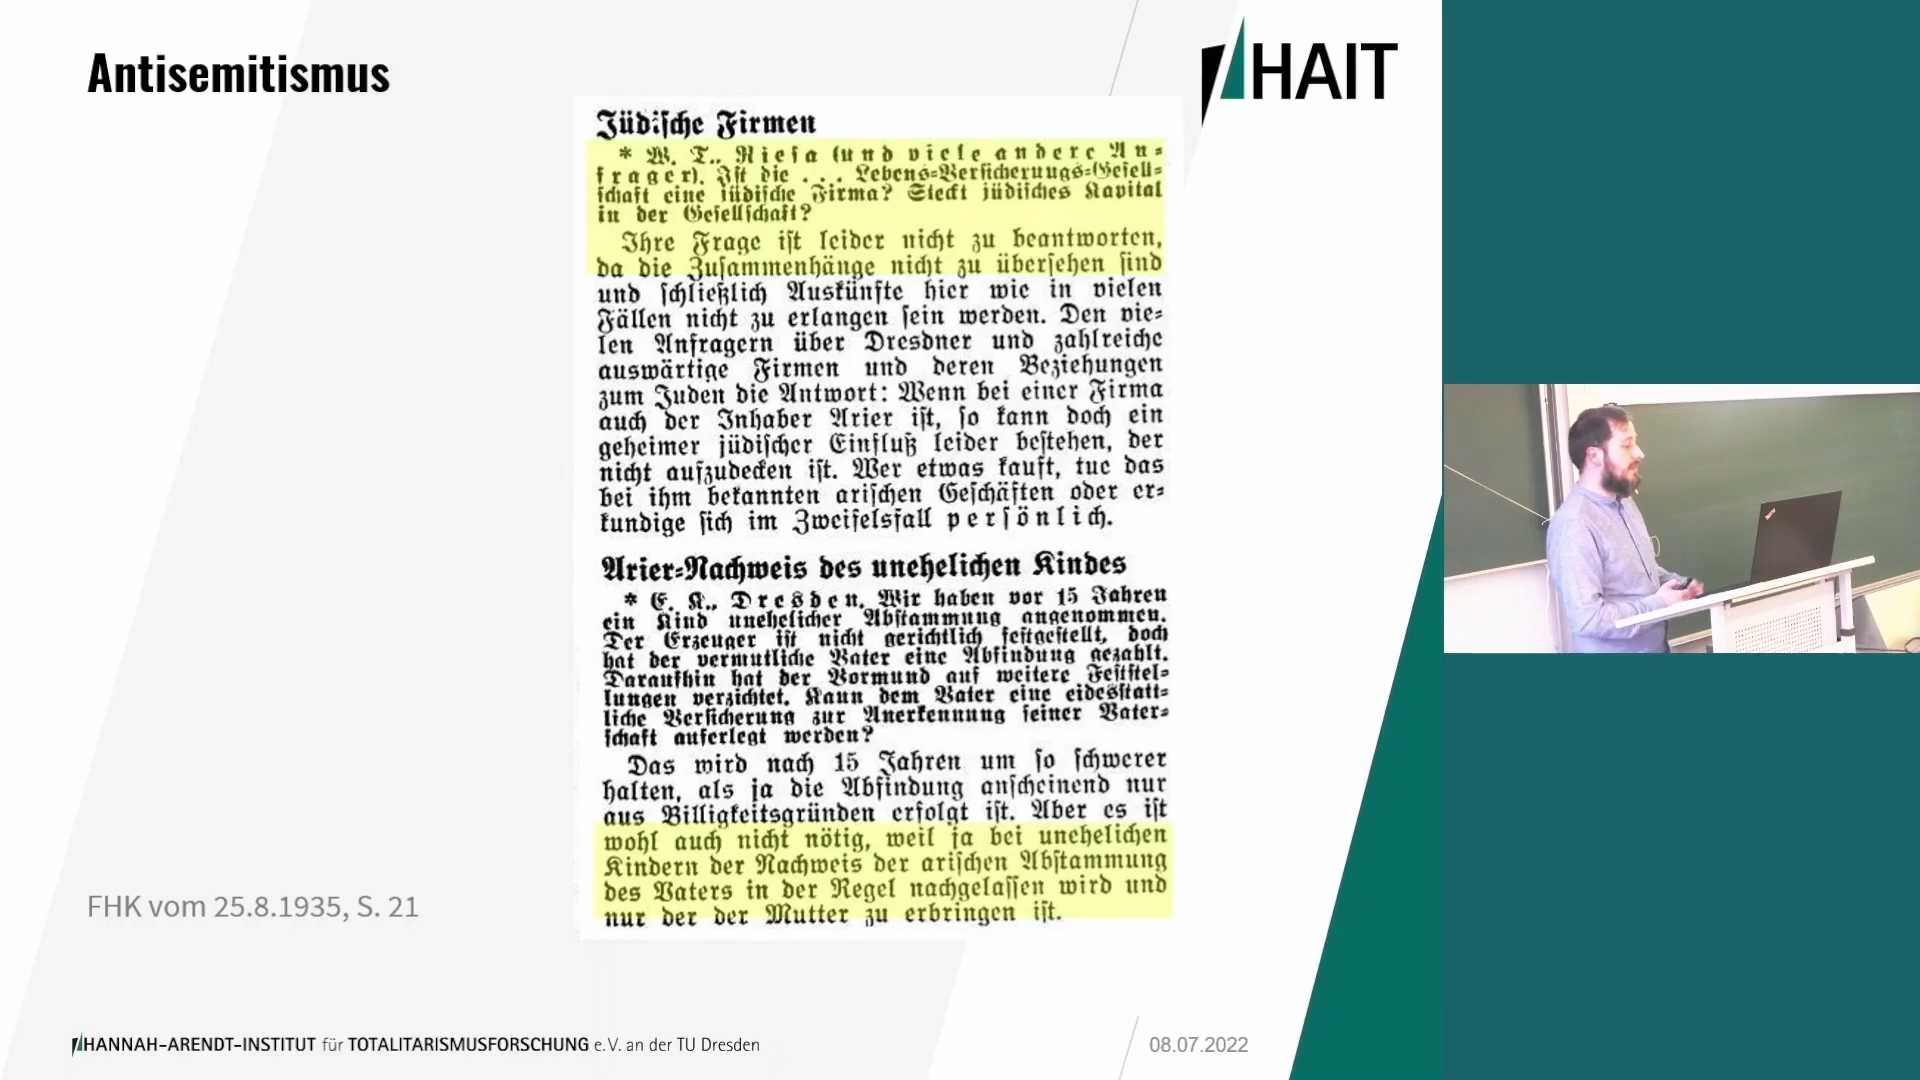 Antisemitismus
HAIT
Jüdische Firmen
* W. T., Riesa (und viele andere An-
frager). Ist die ... Lebens-Versicherungs-Gesell-
schaft eine jüdische Firma? Steckt jüdisches Kapital
in der Gesellschaft?
Ihre Frage ist leider nicht zu beantworten,
da die Zusammenhänge nicht zu übersehen sind
und schließlich Auskünfte hier wie in vielen
Fällen nicht zu erlangen sein werden. Den vie-
len Anfragern über Dresdner und zahlreiche
auswärtige Firmen und deren Beziehungen
zum Juden die Antwort: Wenn bei einer Firma
auch der Inhaber Arier ist, so kann doch ein
geheimer jüdischer Einfluß leider bestehen, der
nicht aufzudecken ist. Wer etwas kauft, tue das
bei ihm bekannten arischen Geschäften oder er-
kundige sich im Zweifelsfall persönlich.
Arier-Nachweis des unehelichen Kindes
* E. K., Dresden. Wir haben vor 15 Jahren
ein Kind unehelicher Abstammung angenommen.
Der Erzeuger ist nicht gerichtlich festgestellt, doch
hat der vermutliche Vater eine Abfindung gezahlt.
Daraufhin hat der Vormund auf weitere Feststel-
lungen verzichtet. Kann dem Vater eine eidesstatt-
liche Versicherung zur Anerkennung seiner Vater-
schaft auferlegt werden?
Das wird nach 15 Jahren um so schwerer
halten, als ja die Abfindung anscheinend nur
aus Billigkeitsgründen erfolgt ist. Aber es ist
wohl auch nicht nötig, weil ja bei unehelichen
Kindern der Nachweis der arischen Abstammung
des Vaters in der Regel nachgelassen wird und
nur der der Mutter zu erbringen ist.
FHK vom 25.8.1935, S. 21
HANNAH-ARENDT-INSTITUT für TOTALITARISMUSFORSCHUNG e.V. an der TU Dresden
08.07.2022